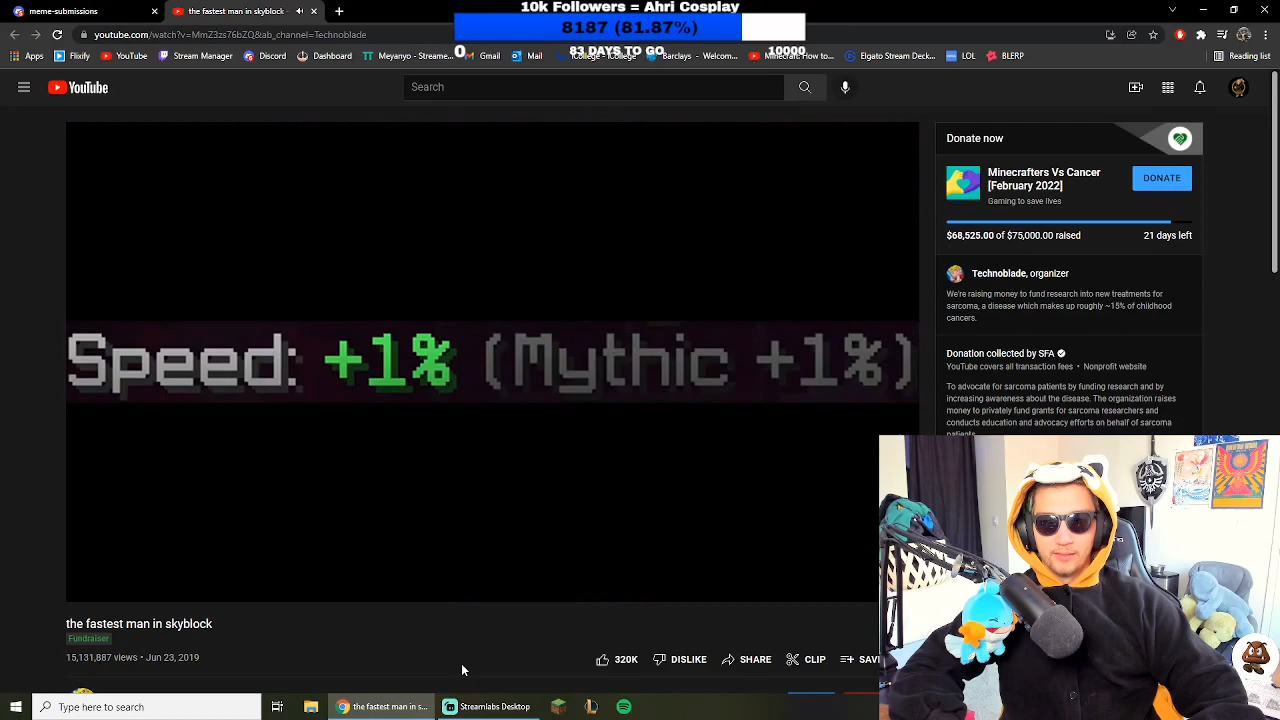 10k Followers = Ahri Cosplay
8187 (81.87%)
0
83 DAYS TO GO
10000
meme-submissions
the fastest man in skyblock
Apps
Flixify
YouTube
Stream Manager
Discord
TT Meyanyo - Streame...
Gmail
Mail
Barclays - Welcom...
Minecraft Board
Elgato Stream Deck...
LOL
BLERP
Reading list
YouTube
Search
Donate now
Minecrafters Vs Cancer
[February 2022]
DONATE
Gaming to save lives
$68,525.00 of $75,000.00 raised
21 days left
Technoblade, organizer
We're raising money to fund research into new treatments for
sarcoma, a disease which makes up roughly ~15% of childhood
cancers.
Donation collected by SFA
YouTube covers all transaction fees • Nonprofit website
To advocate for sarcoma patients by funding research and by
increasing awareness about the disease. The organization raises
money to privately fund grants for sarcoma researchers and
conducts education and advocacy efforts on behalf of sarcoma
patients.
Speed: +1% (Mythic +1%)
the fastest man in skyblock
Fundraiser
15,131,887 views • Jun 23, 2019
320K
DISLIKE
SHARE
CLIP
Type here to search
the fastest man in s...
Streamlabs Desktop